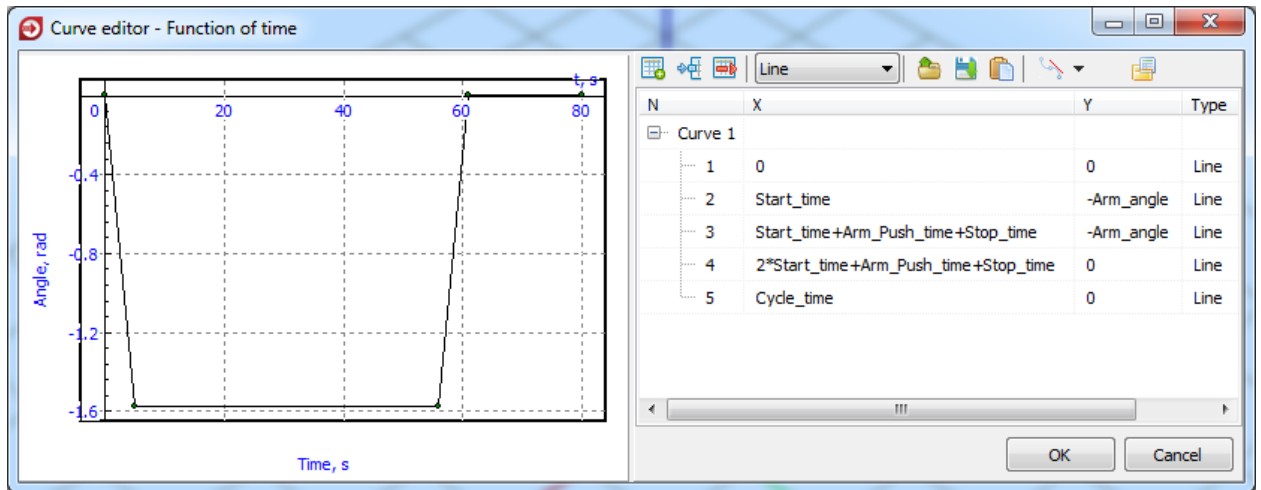 Curve editor - Function of time
t, s
0 20 40 60 80
-0.4
-0.8
-1.2
-1.6
Angle, rad
Time, s
Line
N X Y Type
Curve 1
1 0 0 Line
2 Start_time -Arm_angle Line
3 Start_time+Arm_Push_time+Stop_time -Arm_angle Line
4 2*Start_time+Arm_Push_time+Stop_time 0 Line
5 Cycle_time 0 Line
OK Cancel